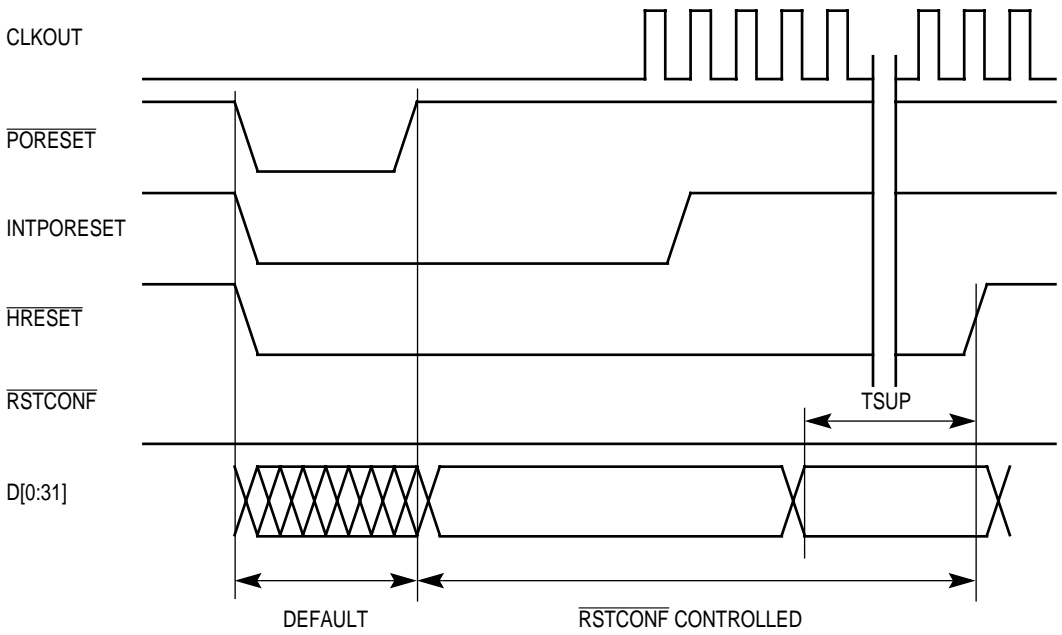 CLKOUT
PORESET
INTPORESET
HRESET
RSTCONF
TSUP
D[0:31]
DEFAULT
RSTCONF CONTROLLED